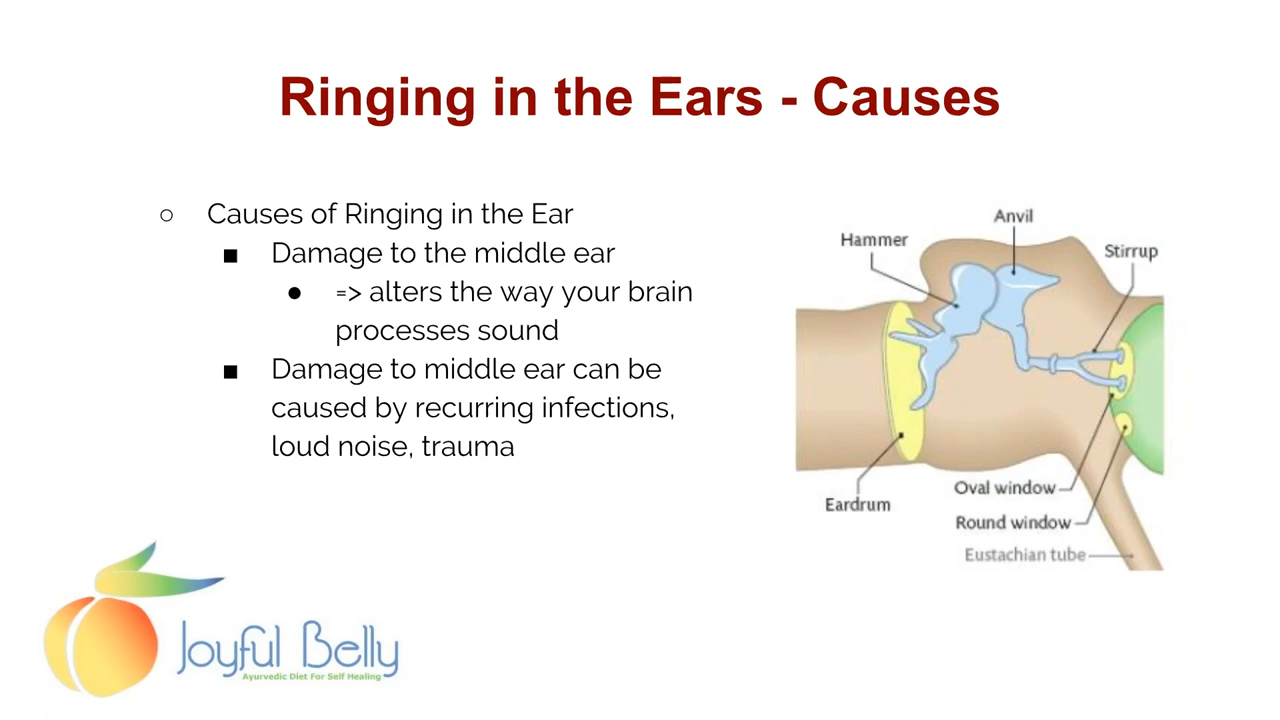 Ringing in the Ears - Causes
○ Causes of Ringing in the Ear
■ Damage to the middle ear
● => alters the way your brain
processes sound
■ Damage to middle ear can be
caused by recurring infections,
loud noise, trauma
Anvil
Hammer
Stirrup
Eardrum
Oval window
Round window
Eustachian tube
Joyful Belly
Ayurvedic Diet For Self Healing